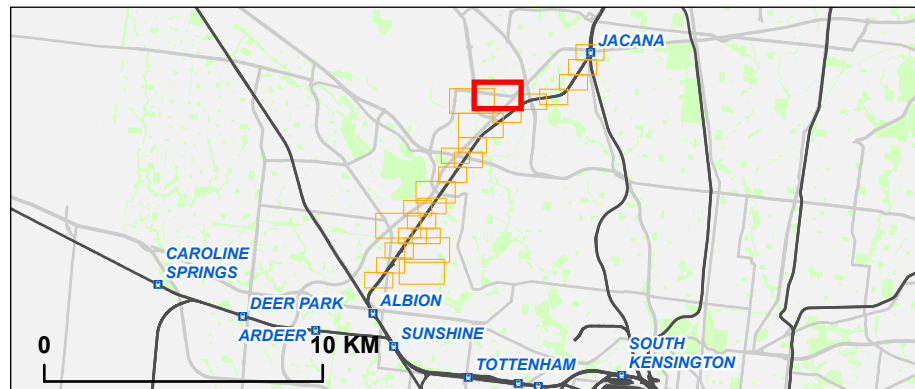 JACANA
CAROLINE
SPRINGS
DEER PARK
ALBION
ARDEER
SUNSHINE
0
10 KM
TOTTENHAM
SOUTH
KENSINGTON